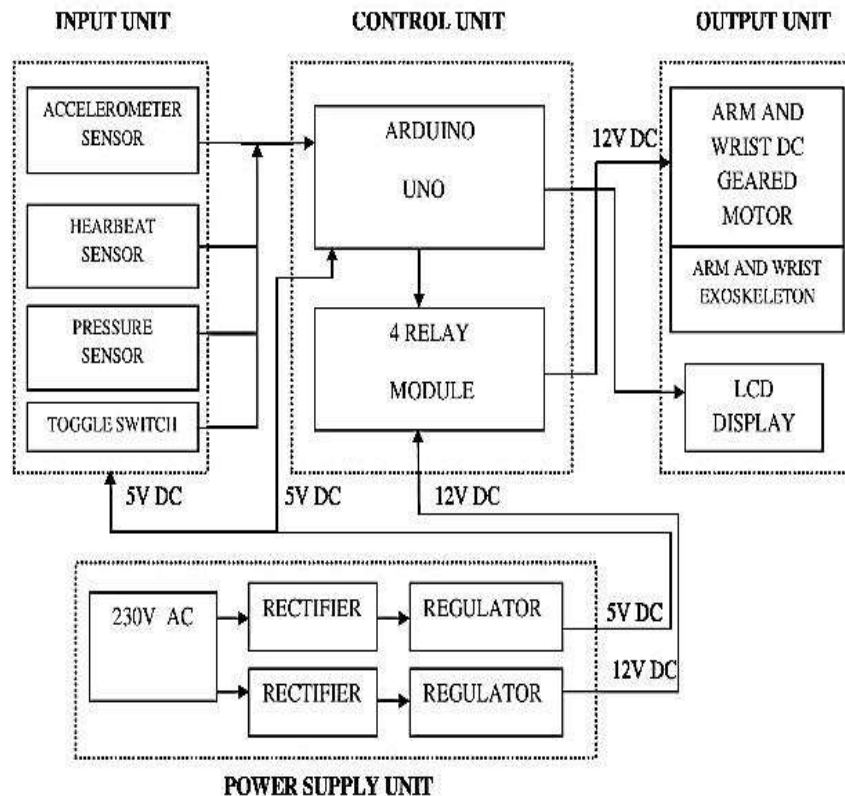 INPUT UNIT
CONTROL UNIT
OUTPUT UNIT
ACCELEROMETER
SENSOR
HEARBEAT
SENSOR
PRESSURE
SENSOR
TOGGLE SWITCH
ARDUINO
UNO
4 RELAY
MODULE
12V DC
ARM AND
WRIST DC
GEARED
MOTOR
ARM AND WRIST
EXOSKELETON
LCD
DISPLAY
5V DC
5V DC
12V DC
230V AC
RECTIFIER
REGULATOR
5V DC
RECTIFIER
REGULATOR
12V DC
POWER SUPPLY UNIT